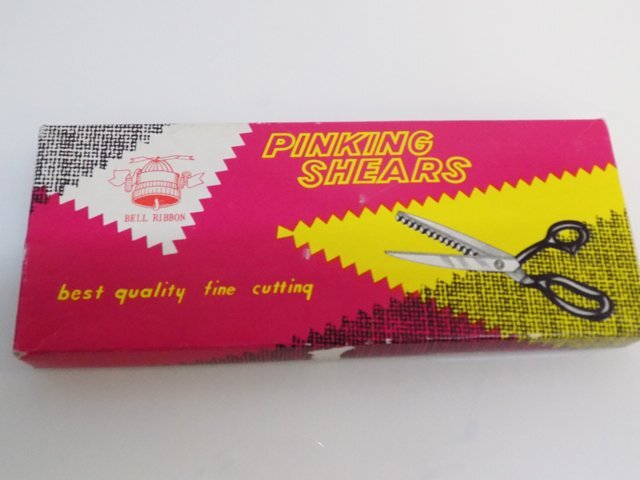 PINKING
SHEARS
BELL RIBBON
best quality fine cutting